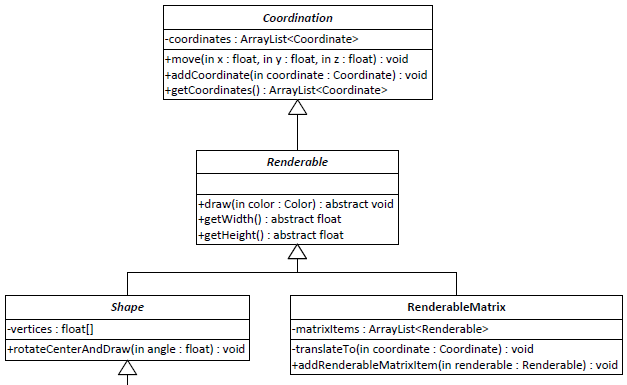 Coordination
-coordinates : ArrayList<Coordinate>
+move(in x : float, in y : float, in z : float) : void
+addCoordinate(in coordinate : Coordinate) : void
+getCoordinates() : ArrayList<Coordinate>
Renderable
+draw(in color : Color) : abstract void
+getWidth() : abstract float
+getHeight() : abstract float
Shape
-vertices : float[]
+rotateCenterAndDraw(in angle : float) : void
RenderableMatrix
-matrixItems : ArrayList<Renderable>
-translateTo(in coordinate : Coordinate) : void
+addRenderableMatrixItem(in renderable : Renderable) : void